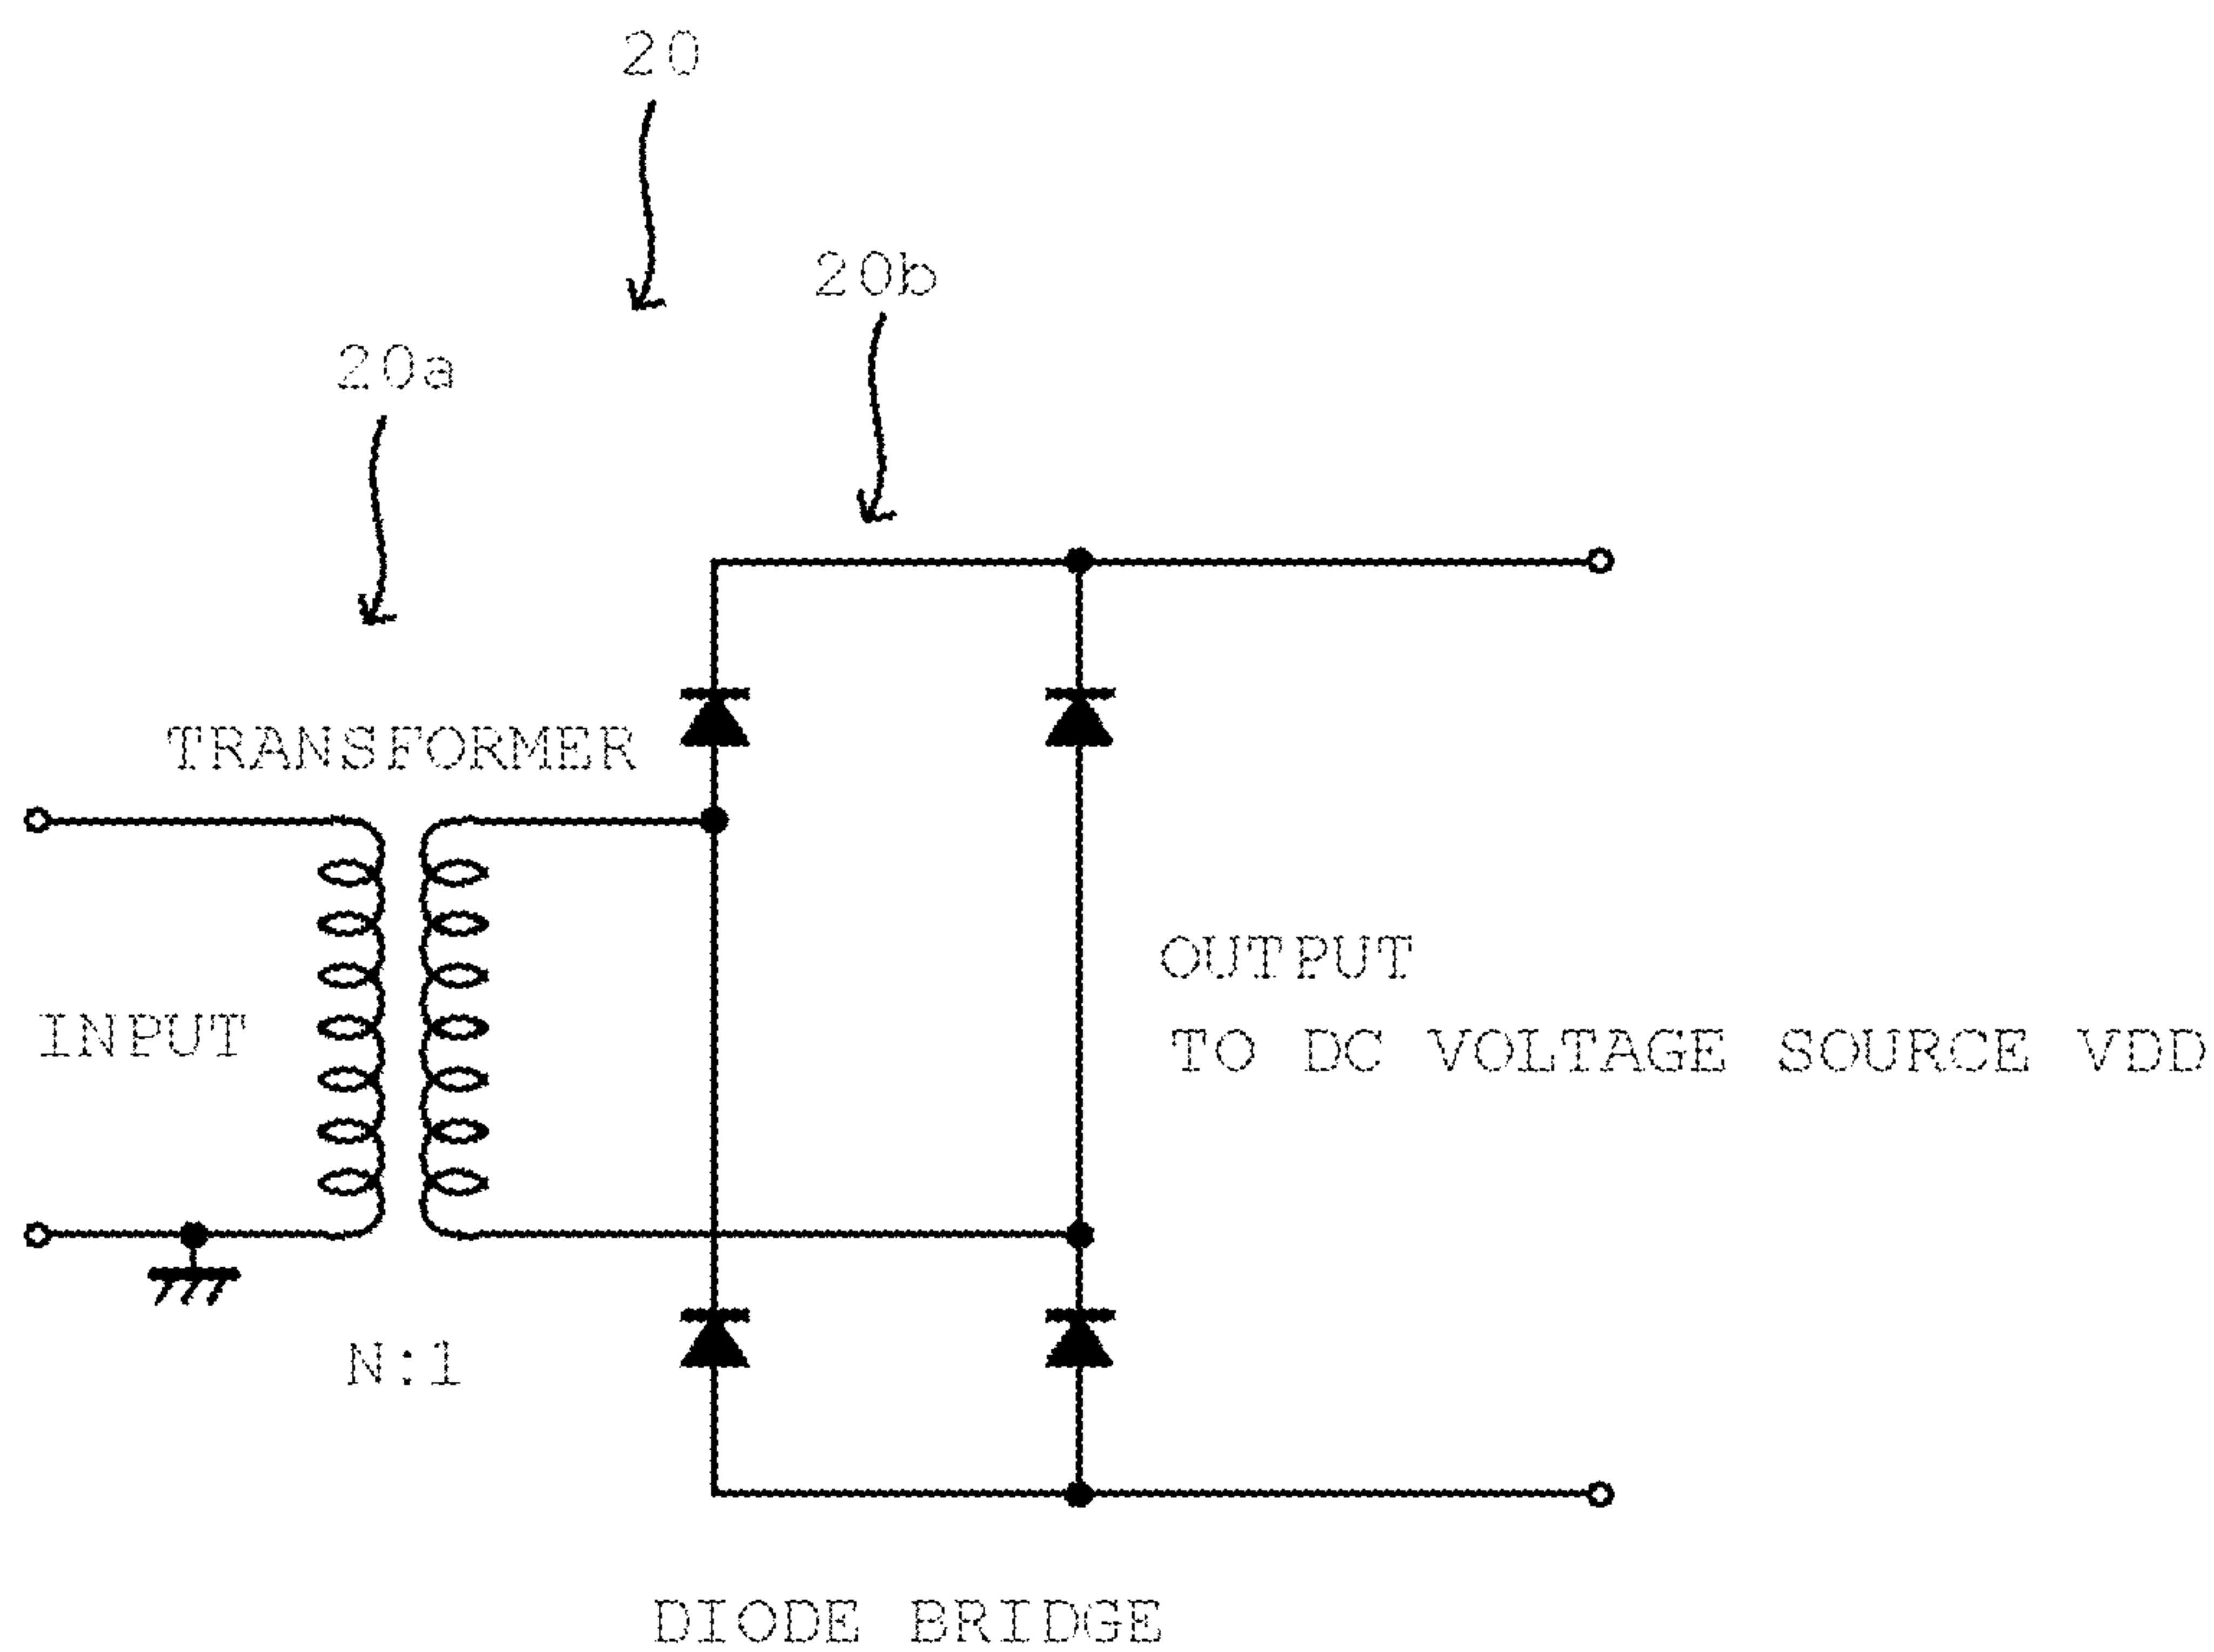 20
20b
20a
TRANSFORMER
OUTPUT
INPUT
TO DC VOLTAGE SOURCE VDD
N:1
DIODE BRIDGE